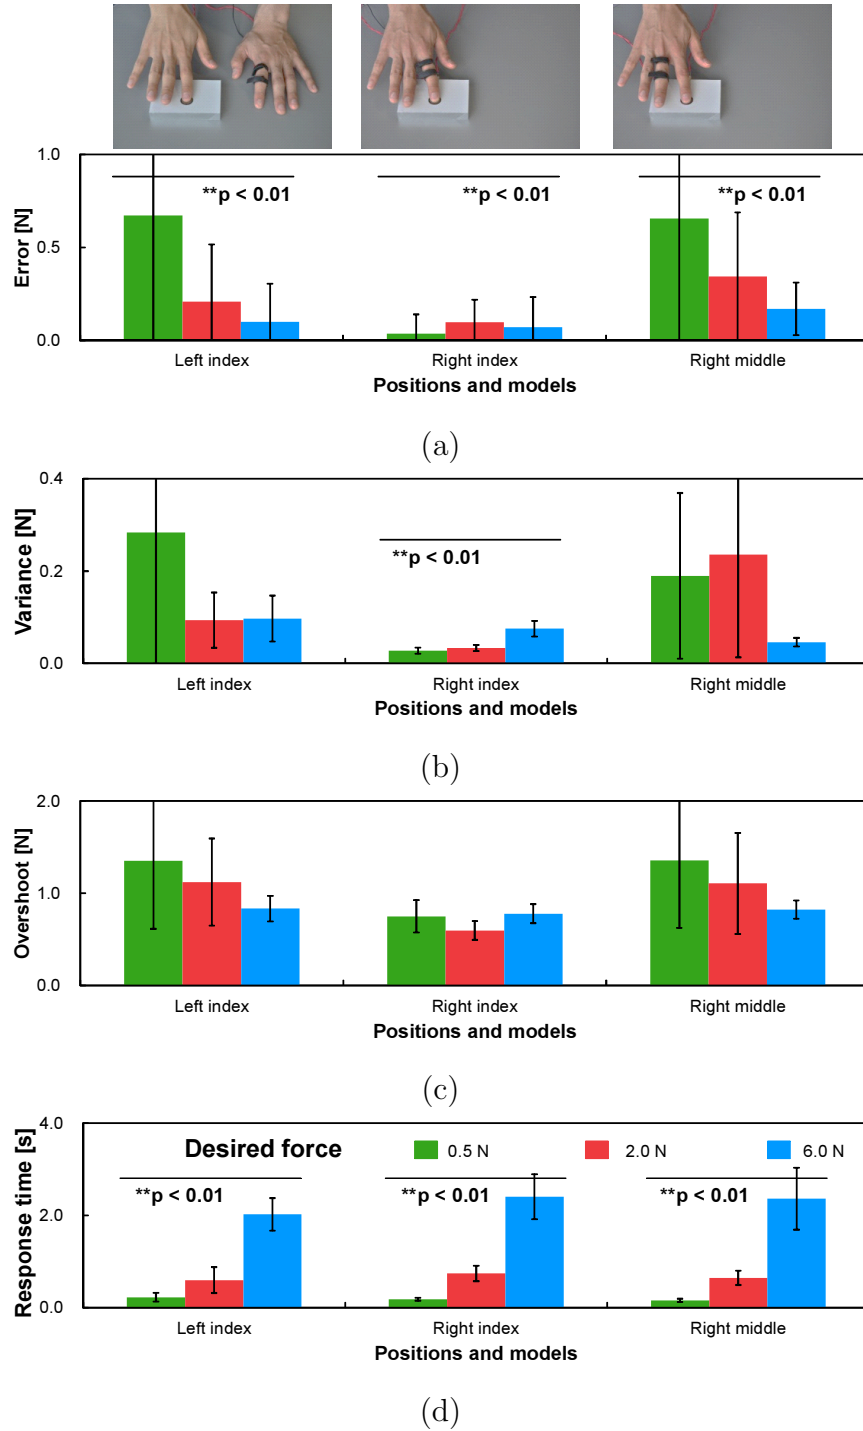 1.0
Error [N]
**p < 0.01
**p < 0.01
**p < 0.01
0.5
0.0
Left index
Right index
Right middle
Positions and models
(a)
0.4
Variance [N]
**p < 0.01
0.2
0.0
Left index
Right index
Right middle
Positions and models
(b)
2.0
Overshoot [N]
1.0
0.0
Left index
Right index
Right middle
Positions and models
(c)
4.0
Response time [s]
Desired force
0.5 N
2.0 N
6.0 N
**p < 0.01
**p < 0.01
**p < 0.01
2.0
0.0
Left index
Right index
Right middle
Positions and models
(d)